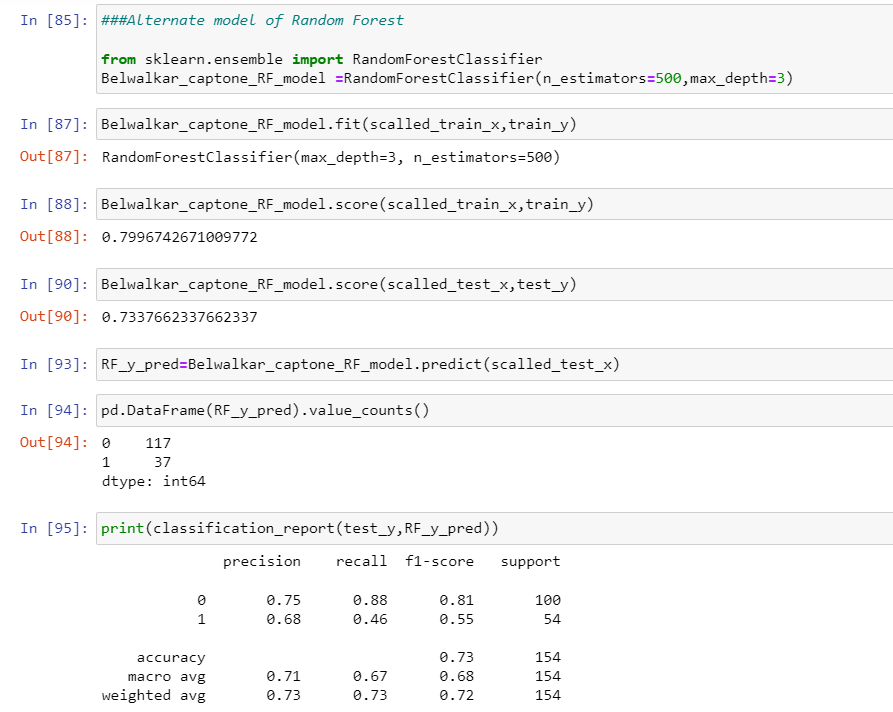 In [85]: ###Alternate model of Random Forest
from sklearn.ensemble import RandomForestClassifier
Belwalkar_captone_RF_model =RandomForestClassifier(n_estimators=500,max_depth=3)
In [87]: Belwalkar_captone_RF_model.fit(scalled_train_x,train_y)
Out[87]: RandomForestClassifier(max_depth=3, n_estimators=500)
In [88]: Belwalkar_captone_RF_model.score(scalled_train_x,train_y)
Out[88]: 0.7996742671009772
In [90]: Belwalkar_captone_RF_model.score(scalled_test_x,test_y)
Out[90]: 0.7337662337662337
In [93]: RF_y_pred=Belwalkar_captone_RF_model.predict(scalled_test_x)
In [94]: pd.DataFrame(RF_y_pred).value_counts()
Out[94]: 0    117
1     37
dtype: int64
In [95]: print(classification_report(test_y,RF_y_pred))
precision    recall  f1-score   support
0       0.75      0.88      0.81       100
1       0.68      0.46      0.55        54
accuracy                           0.73       154
macro avg       0.71      0.67      0.68       154
weighted avg       0.73      0.73      0.72       154